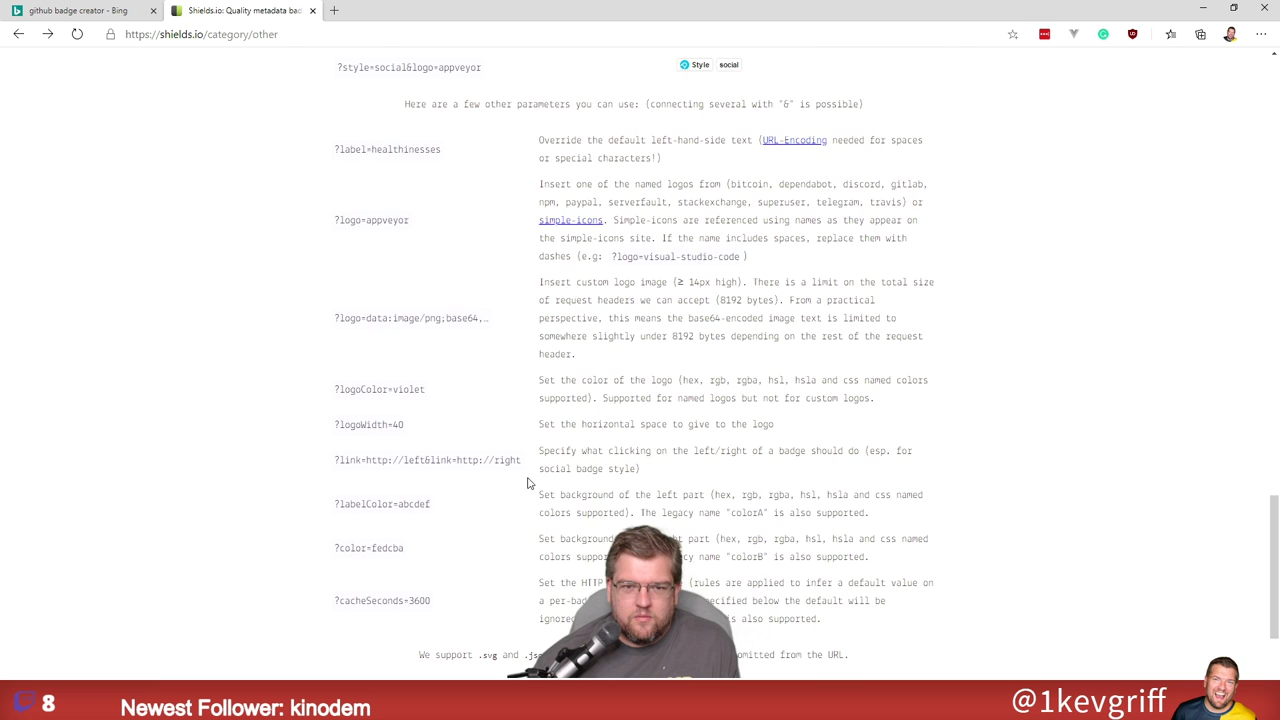 github badge creator - Bing
Shields.io: Quality metadata bad
https://shields.io/category/other
?style=social&logo=appveyor
Style social
Here are a few other parameters you can use: (connecting several with "&" is possible)
?label=healthinesses
Override the default left-hand-side text (URL-Encoding needed for spaces
or special characters!)
?logo=appveyor
Insert one of the named logos from (bitcoin, dependabot, discord, gitlab,
npm, paypal, serverfault, stackexchange, superuser, telegram, travis) or
simple-icons. Simple-icons are referenced using names as they appear on
the simple-icons site. If the name includes spaces, replace them with
dashes (e.g: ?logo=visual-studio-code )
?logo=data:image/png;base64,…
Insert custom logo image (≥ 14px high). There is a limit on the total size
of request headers we can accept (8192 bytes). From a practical
perspective, this means the base64-encoded image text is limited to
somewhere slightly under 8192 bytes depending on the rest of the request
header.
?logoColor=violet
Set the color of the logo (hex, rgb, rgba, hsl, hsla and css named colors
supported). Supported for named logos but not for custom logos.
?logoWidth=40
Set the horizontal space to give to the logo
?link=http://left&link=http://right
Specify what clicking on the left/right of a badge should do (esp. for
social badge style)
?labelColor=abcdef
Set background of the left part (hex, rgb, rgba, hsl, hsla and css named
colors supported). The legacy name "colorA" is also supported.
?color=fedcba
Set background part (hex, rgb, rgba, hsl, hsla and css named
colors name "colorB" is also supported.
?cacheSeconds=3600
Set the HTTP (rules are applied to infer a default value on
a below the default will be
is also supported.
We support .svg and from the URL.
8
Newest Follower: kinodem
@1kevgriff